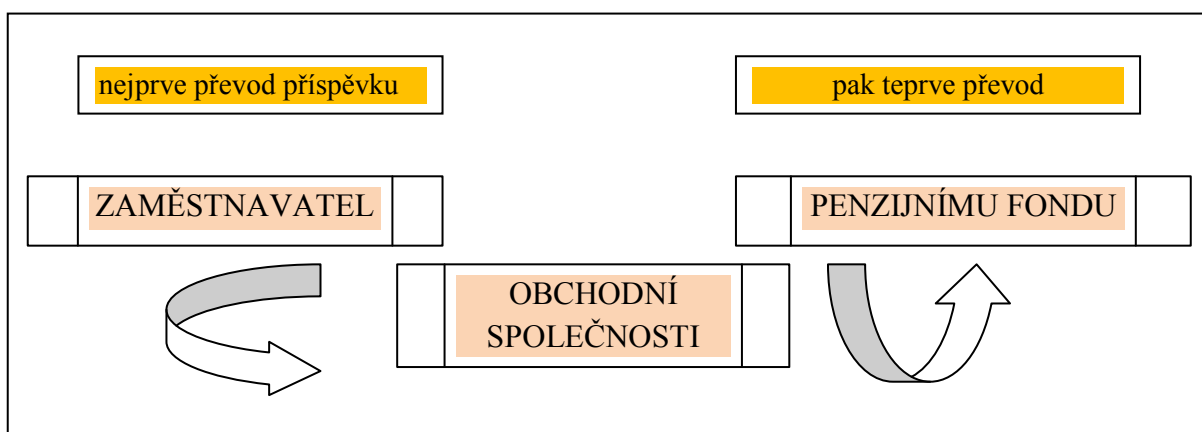 nejprve převod příspěvku
pak teprve převod
ZAMĚSTNAVATEL
PENZIJNÍMU FONDU
OBCHODNÍ
SPOLEČNOSTI